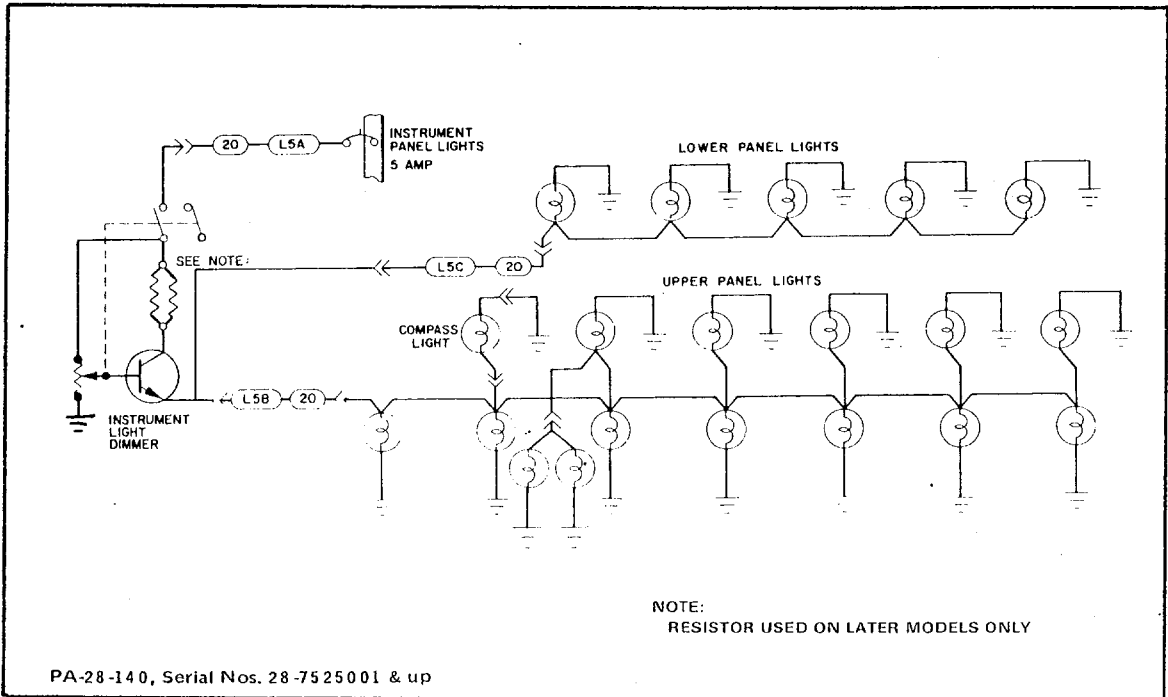 INSTRUMENT
PANEL LIGHTS
5 AMP
20
L5A
LOWER PANEL LIGHTS
SEE NOTE:
L5C
20
UPPER PANEL LIGHTS
COMPASS
LIGHT
L5B
20
INSTRUMENT
LIGHT
DIMMER
NOTE:
RESISTOR USED ON LATER MODELS ONLY
PA-28-140, Serial Nos. 28-7525001 & up